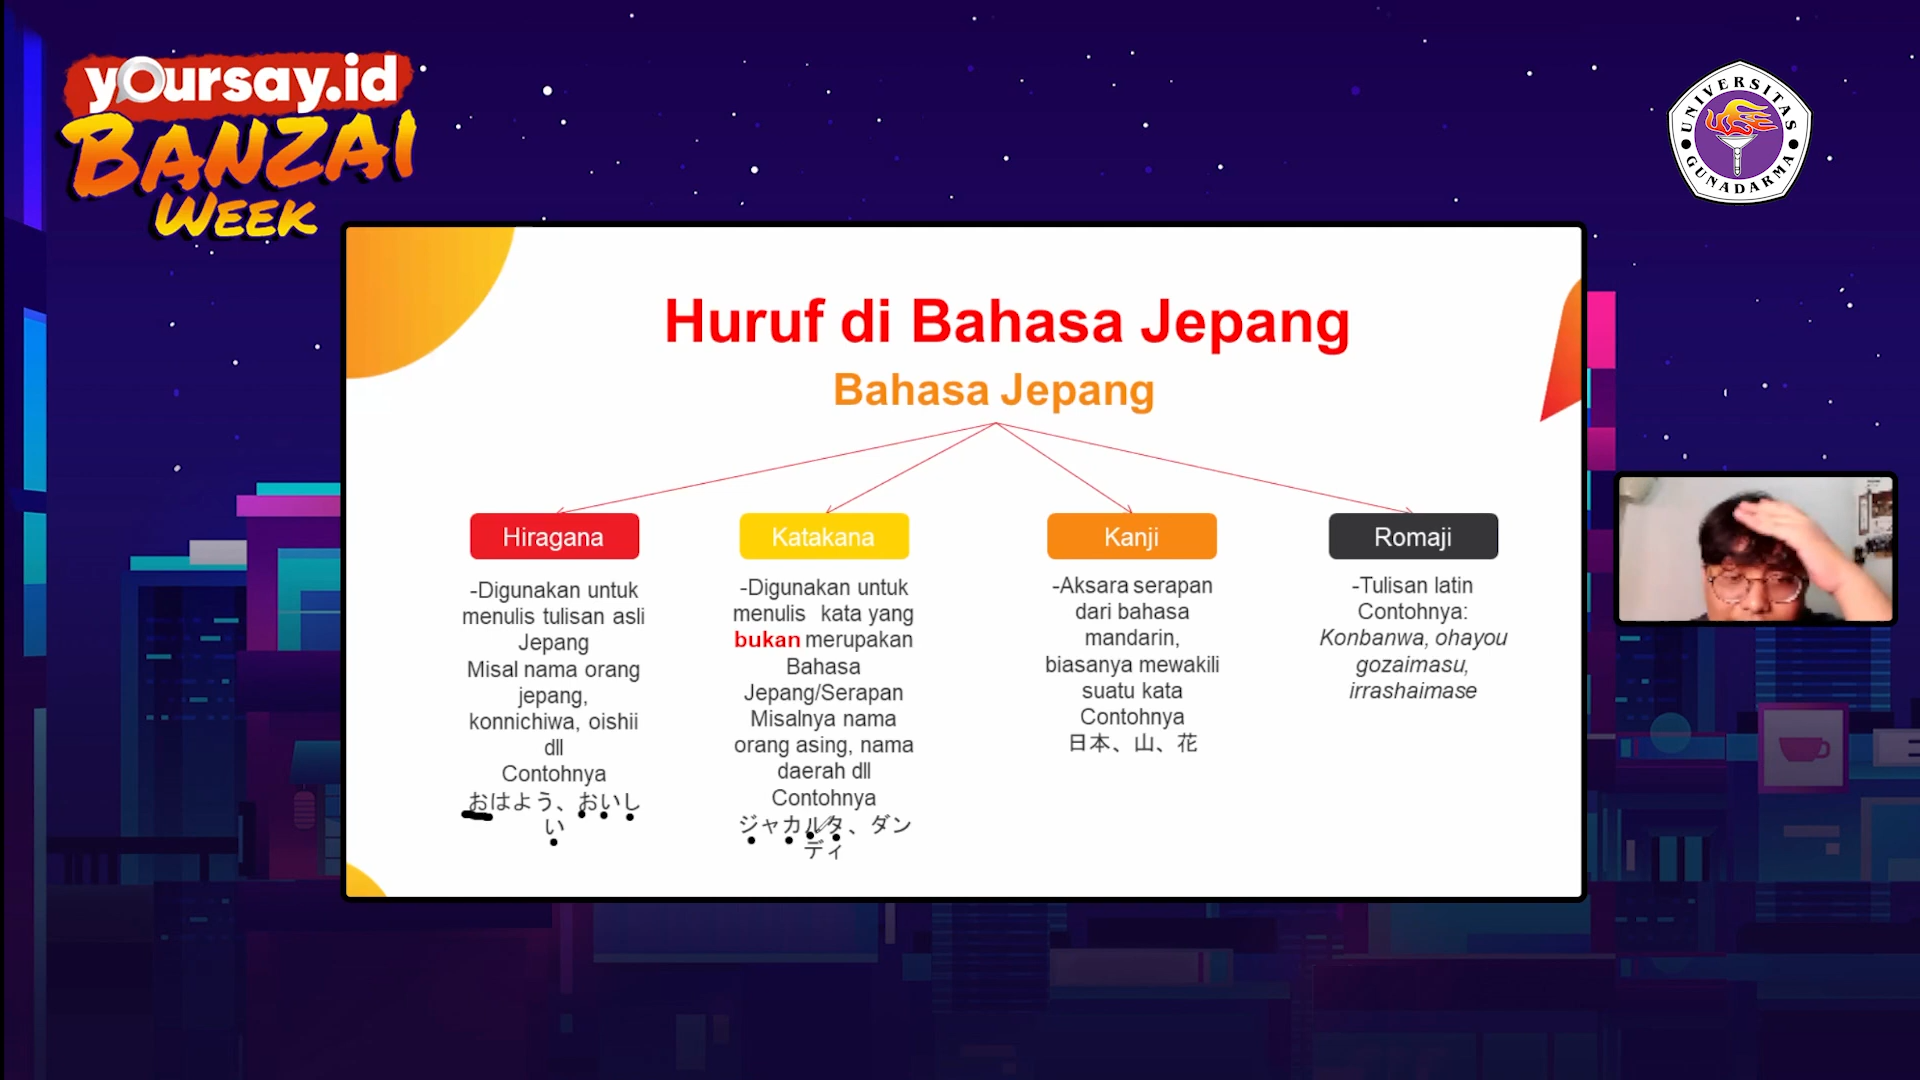 yoursay.id
BANZAI
WEEK
UNIVERSITAS
GUNADARMA
Huruf di Bahasa Jepang
Bahasa Jepang
Hiragana
-Digunakan untuk
menulis tulisan asli
Jepang
Misal nama orang
jepang,
konnichiwa, oishii
dll
Contohnya
おはよう、おいし
い
Katakana
-Digunakan untuk
menulis kata yang
bukan merupakan
Bahasa
Jepang/Serapan
Misalnya nama
orang asing, nama
daerah dll
Contohnya
ジャカルタ、ダン
ディ
Kanji
-Aksara serapan
dari bahasa
mandarin,
biasanya mewakili
suatu kata
Contohnya
日本、山、花
Romaji
-Tulisan latin
Contohnya:
Konbanwa, ohayou
gozaimasu,
irrashaimase